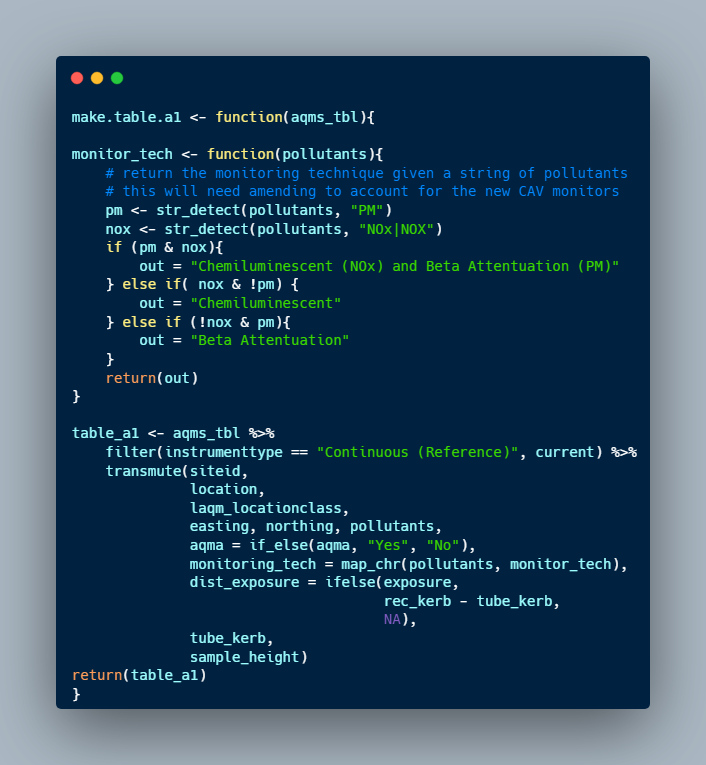 make.table.a1 <- function(aqms_tbl){

monitor_tech <- function(pollutants){
    # return the monitoring technique given a string of pollutants
    # this will need amending to account for the new CAV monitors
    pm <- str_detect(pollutants, "PM")
    nox <- str_detect(pollutants, "NOx|NOX")
    if (pm & nox){
        out = "Chemiluminescent (NOx) and Beta Attentuation (PM)"
    } else if( nox & !pm) {
        out = "Chemiluminescent"
    } else if (!nox & pm){
        out = "Beta Attentuation"
    }
    return(out)
}

table_a1 <- aqms_tbl %>%
    filter(instrumenttype == "Continuous (Reference)", current) %>%
    transmute(siteid,
              location,
              laqm_locationclass,
              easting, northing, pollutants,
              aqma = if_else(aqma, "Yes", "No"),
              monitoring_tech = map_chr(pollutants, monitor_tech),
              dist_exposure = ifelse(exposure,
                                     rec_kerb - tube_kerb,
                                     NA),
              tube_kerb,
              sample_height)
return(table_a1)
}